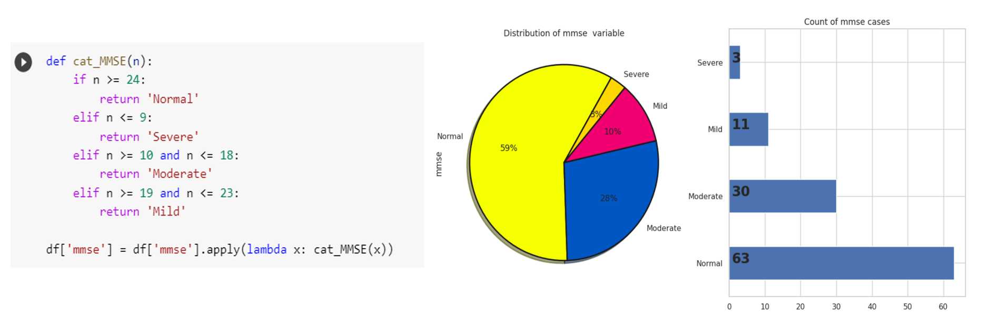 def cat_MMSE(n):
    if n >= 24:
        return 'Normal'
    elif n <= 9:
        return 'Severe'
    elif n >= 10 and n <= 18:
        return 'Moderate'
    elif n >= 19 and n <= 23:
        return 'Mild'
df['mmse'] = df['mmse'].apply(lambda x: cat_MMSE(x))
Distribution of mmse  variable
Severe
Mild
3%
10%
Normal
59%
mmse
28%
Moderate
Count of mmse cases
Severe
3
Mild
11
Moderate
30
Normal
63
0 10 20 30 40 50 60